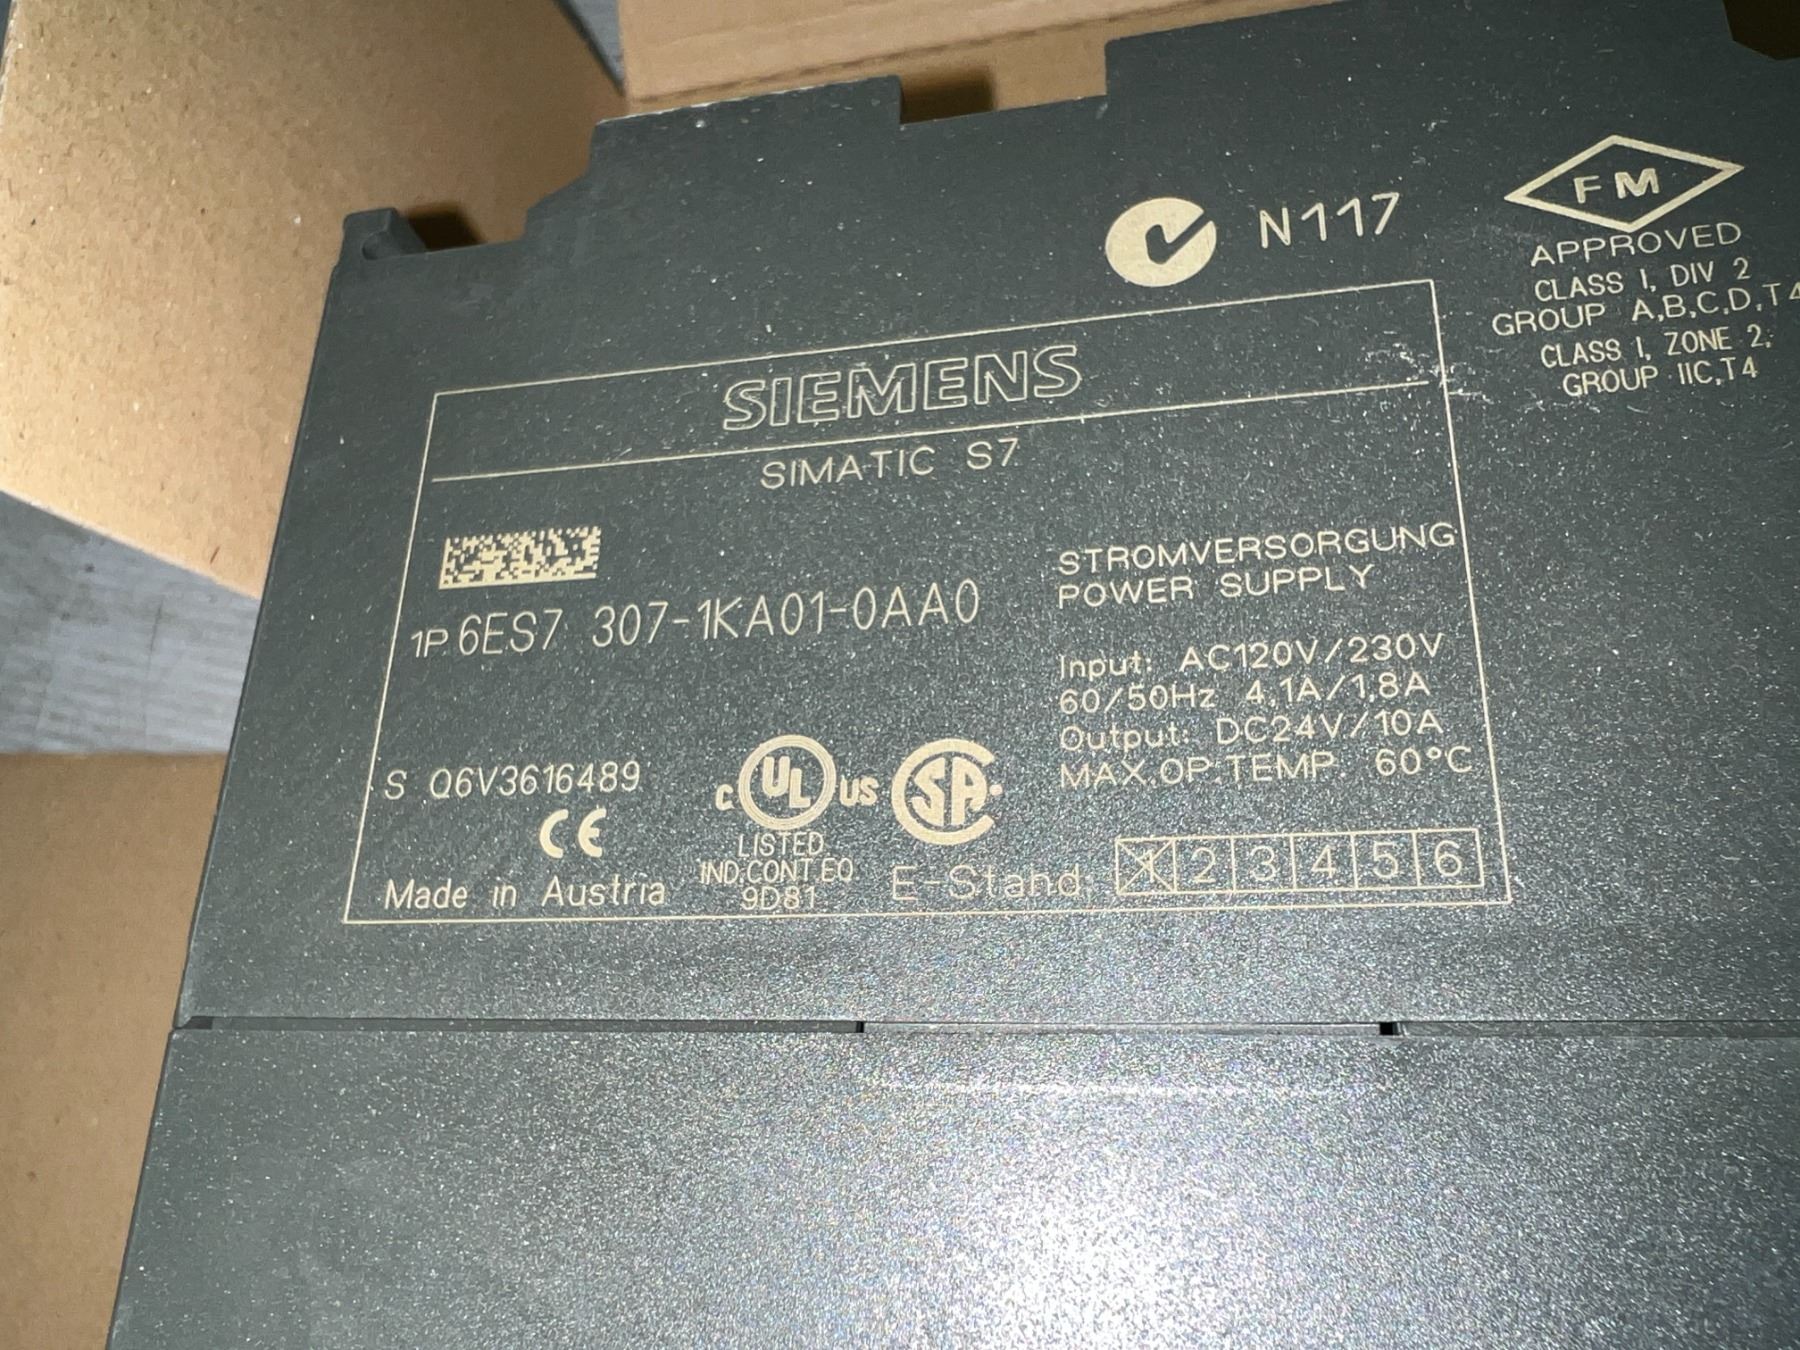 N117
FM
APPROVED
CLASS I, DIV 2
GROUP A,B,C,D,T4
CLASS I, ZONE 2,
GROUP IIC,T4
SIEMENS
SIMATIC S7
1P 6ES7 307-1KA01-0AA0
STROMVERSORGUNG
POWER SUPPLY
Input: AC120V/230V
60/50Hz 4,1A/1,8A
Output: DC24V/10A
MAX.OP.TEMP. 60°C
S Q6V3616489
CE
Made in Austria
C UL US
LISTED
IND.CONT.EQ
9D81
SA
E-Stand 1 2 3 4 5 6